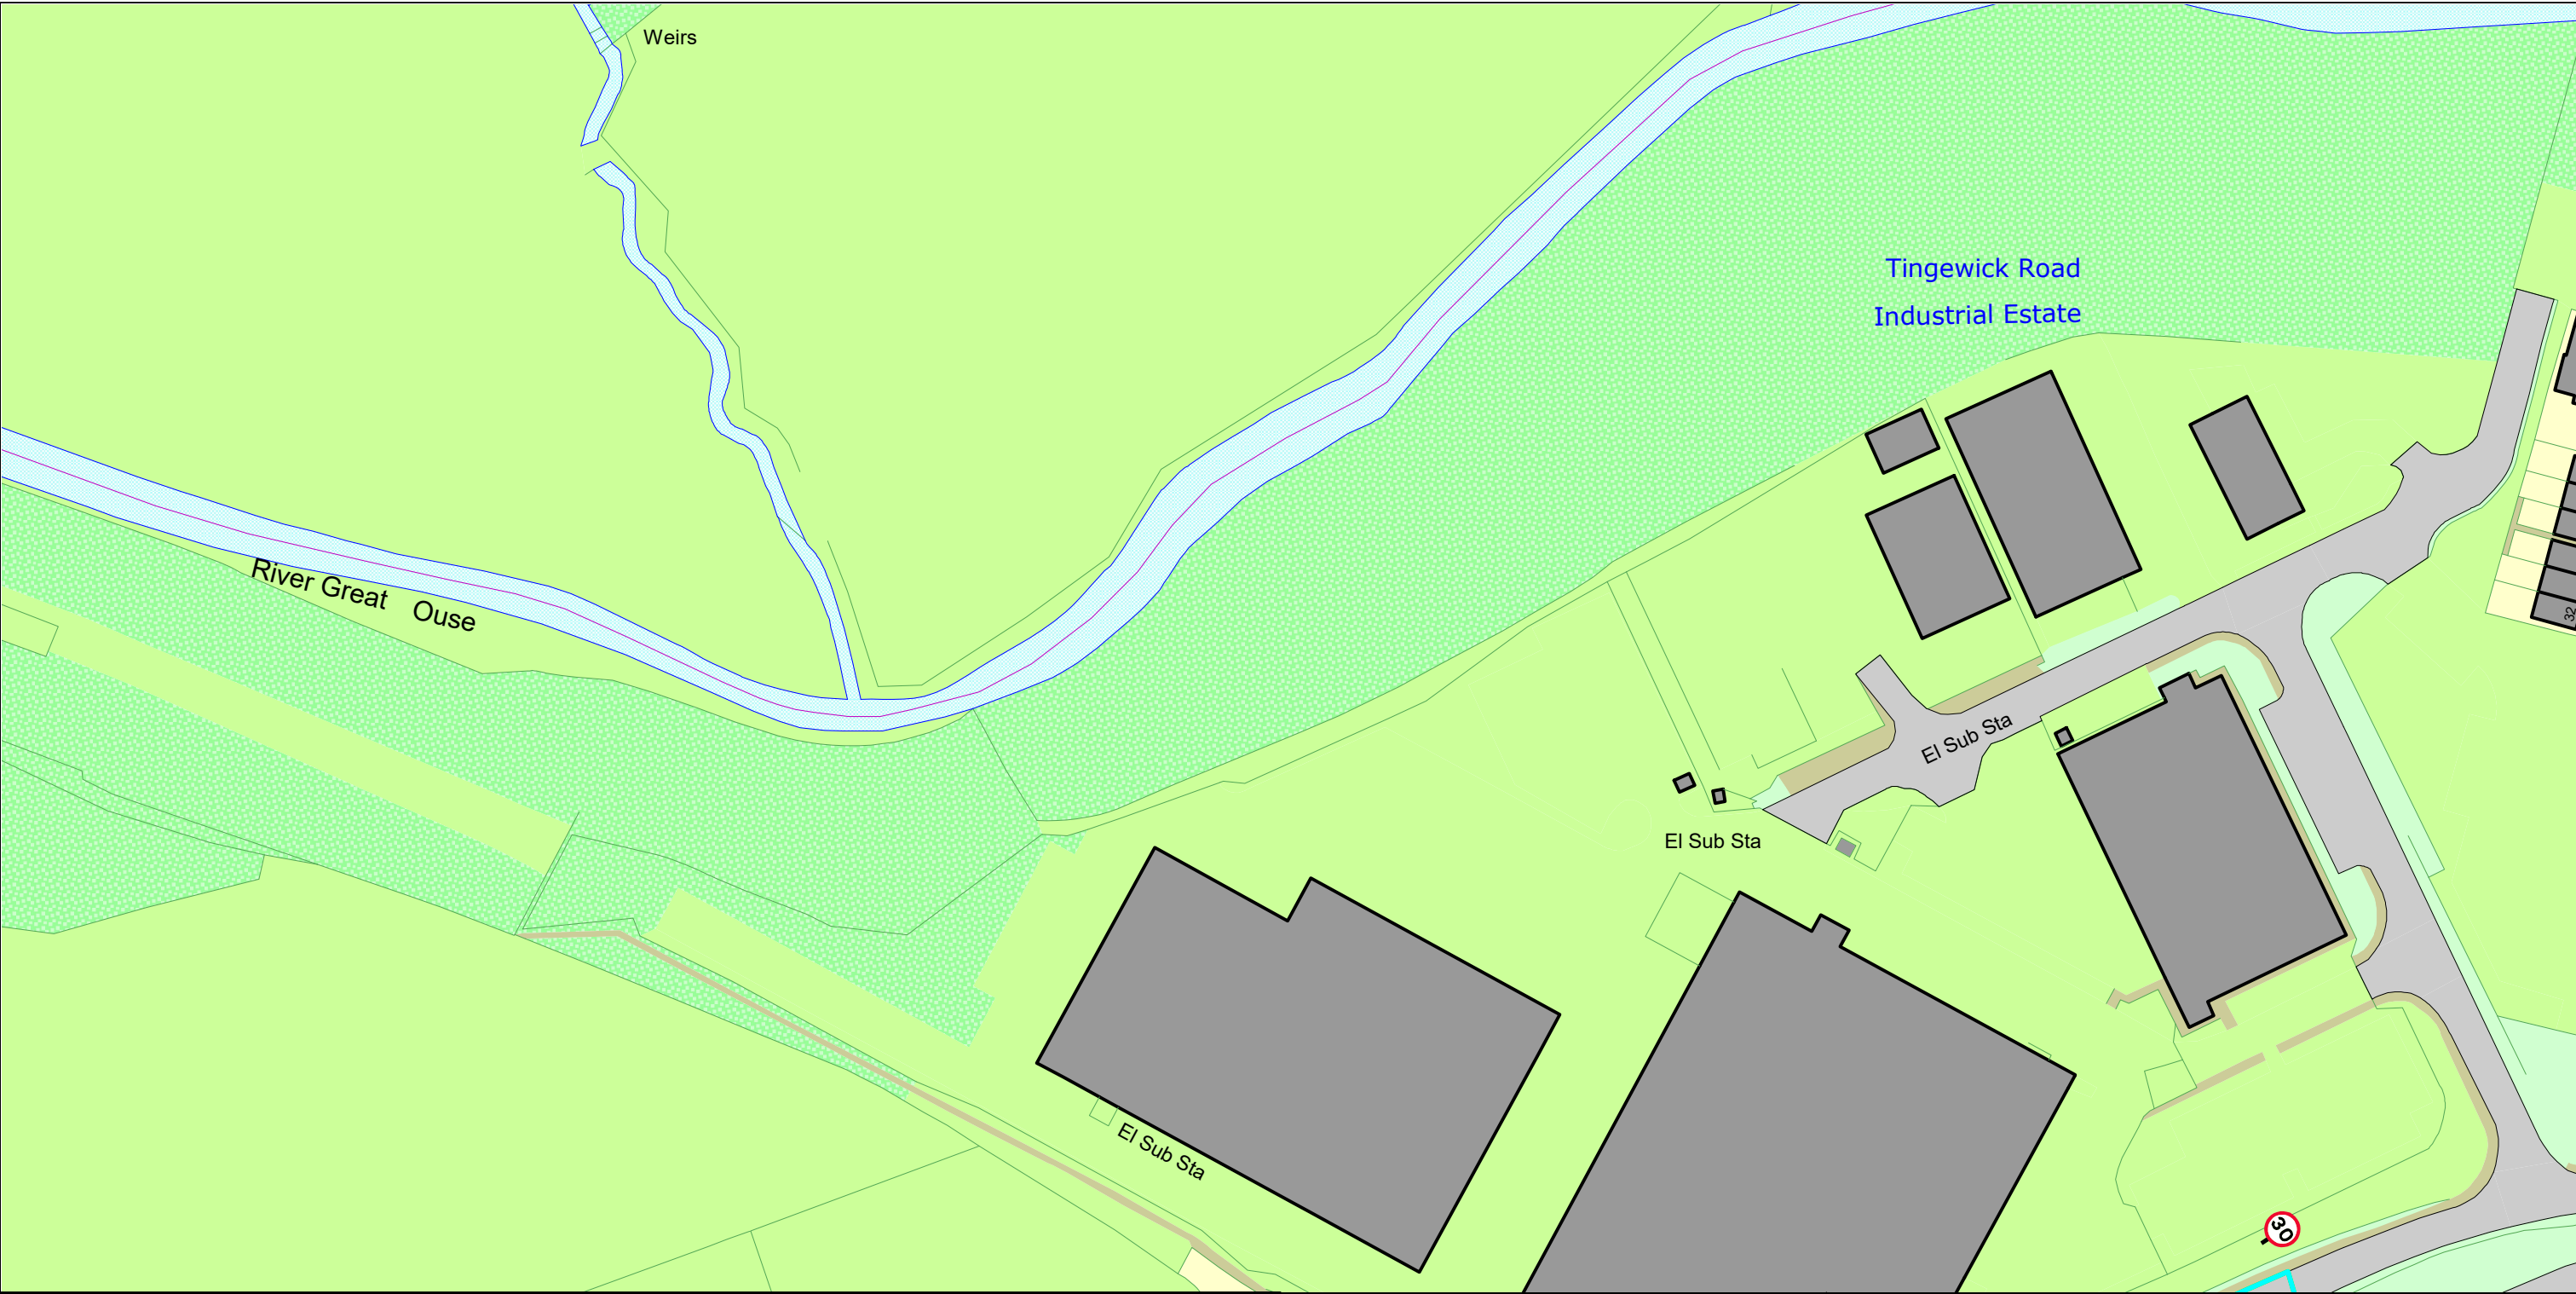 Weirs
Tingewick Road
Industrial Estate
River Great Ouse
32
El Sub Sta
El Sub Sta
El Sub Sta
30